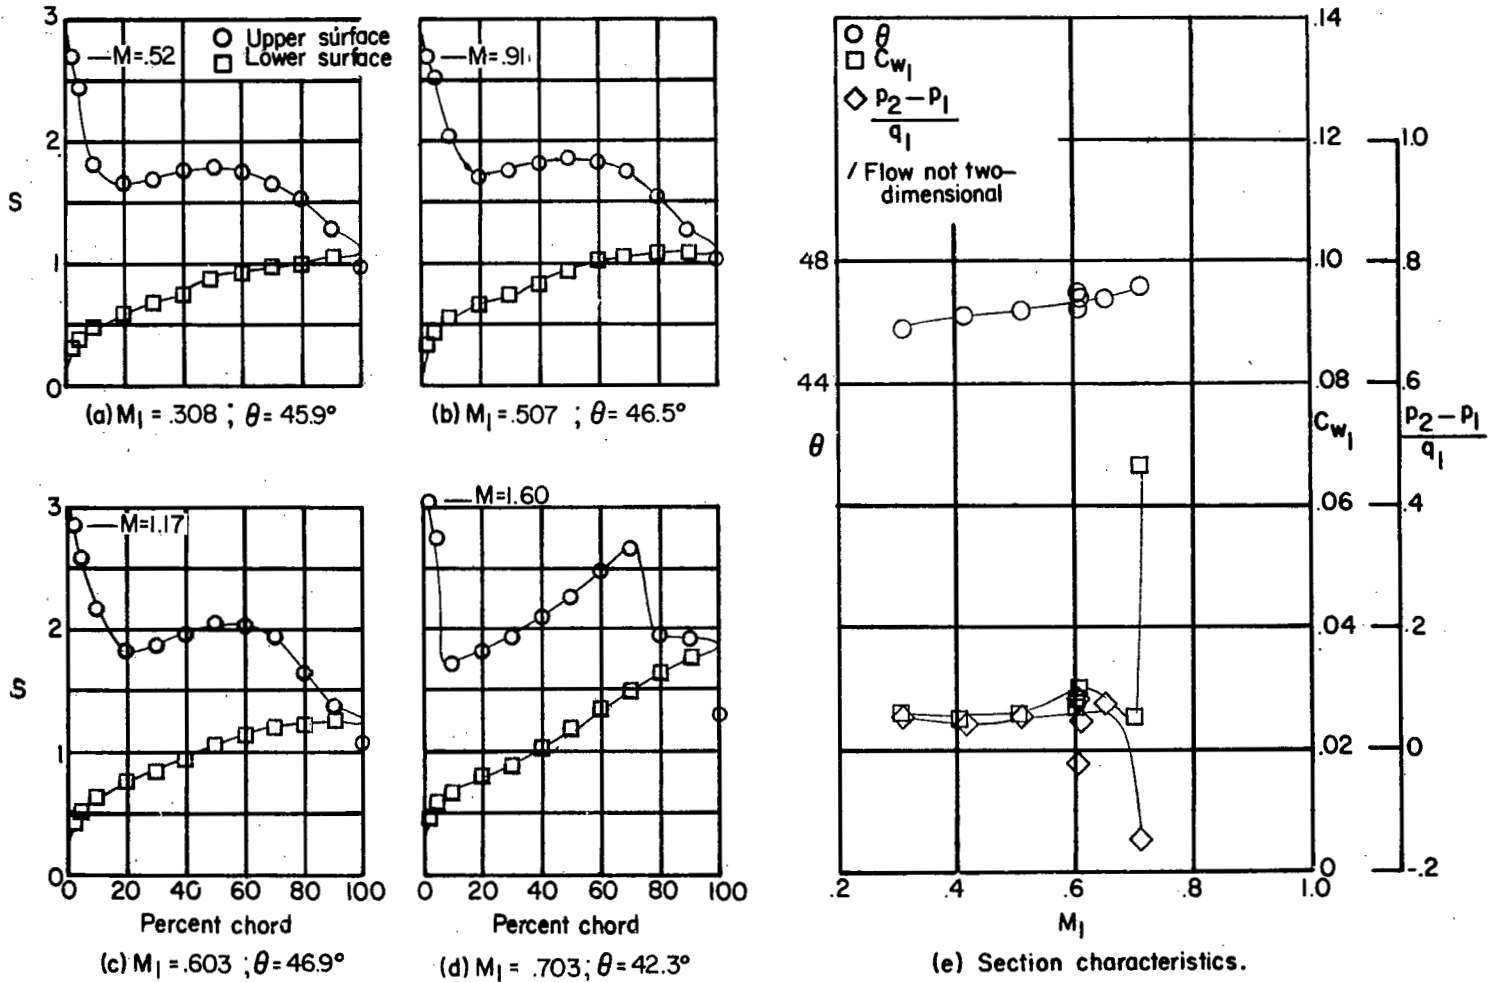 3
2
S
1
0
M=.52
Upper surface
Lower surface
(a) M₁ = .308 ; θ = 45.9°
M=.91
(b) M₁ = .507 ; θ = 46.5°
3
2
S
1
0
M=1.17
0 20 40 60 80 100
Percent chord
(c) M₁ = .603 ; θ = 46.9°
M=1.60
0 20 40 60 80 100
Percent chord
(d) M₁ = .703; θ = 42.3°
θ
C_w₁
p₂ – p₁
q₁
/ Flow not two-
dimensional
48
44
θ
.14
.12
.10
.08
C_w₁
.06
.04
.02
.0
1.0
.8
.6
p₂ – p₁
q₁
.4
.2
0
-.2
.2 .4 .6 .8 1.0
M₁
(e) Section characteristics.